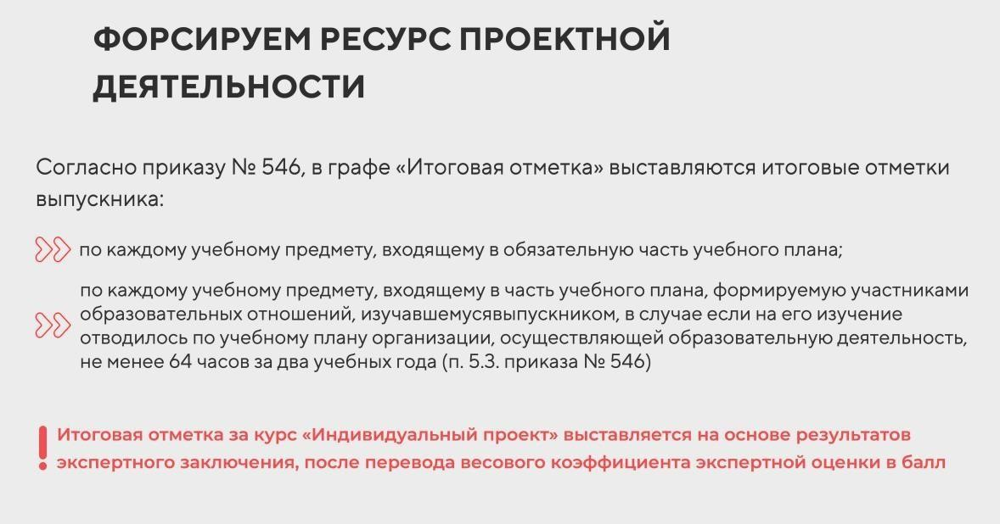 ФОРСИРУЕМ РЕСУРС ПРОЕКТНОЙ
ДЕЯТЕЛЬНОСТИ
Согласно приказу № 546, в графе «Итоговая отметка» выставляются итоговые отметки
выпускника:
по каждому учебному предмету, входящему в обязательную часть учебного плана;
по каждому учебному предмету, входящему в часть учебного плана, формируемую участниками
образовательных отношений, изучавшемусявыпускником, в случае если на его изучение
отводилось по учебному плану организации, осуществляющей образовательную деятельность,
не менее 64 часов за два учебных года (п. 5.3. приказа № 546)
Итоговая отметка за курс «Индивидуальный проект» выставляется на основе результатов
экспертного заключения, после перевода весового коэффициента экспертной оценки в балл